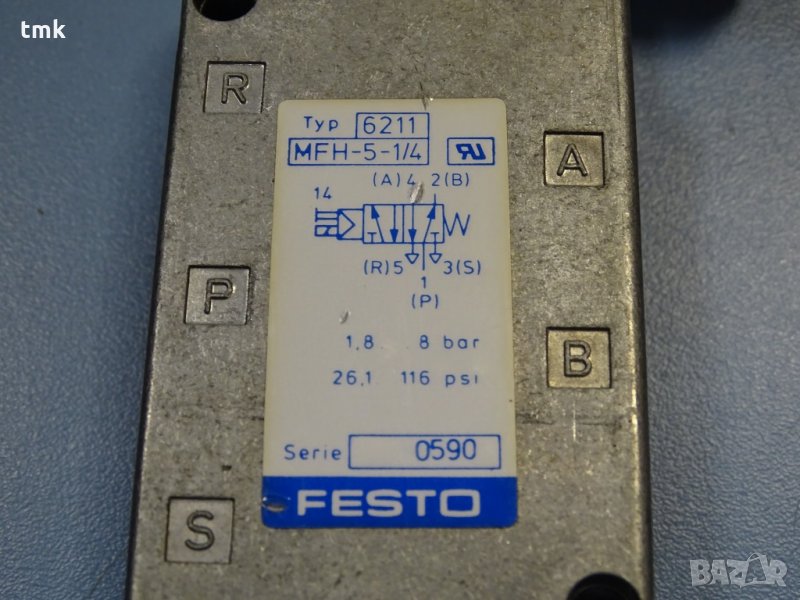 tmk
R
Typ 6211
MFH-5-1/4
A
(A)4 2(B)
14
(R)5 3(S)
1
(P)
P
1,8 . . 8 bar
B
26,1 116 psi
Serie 0590
FESTO
S
BAZAR